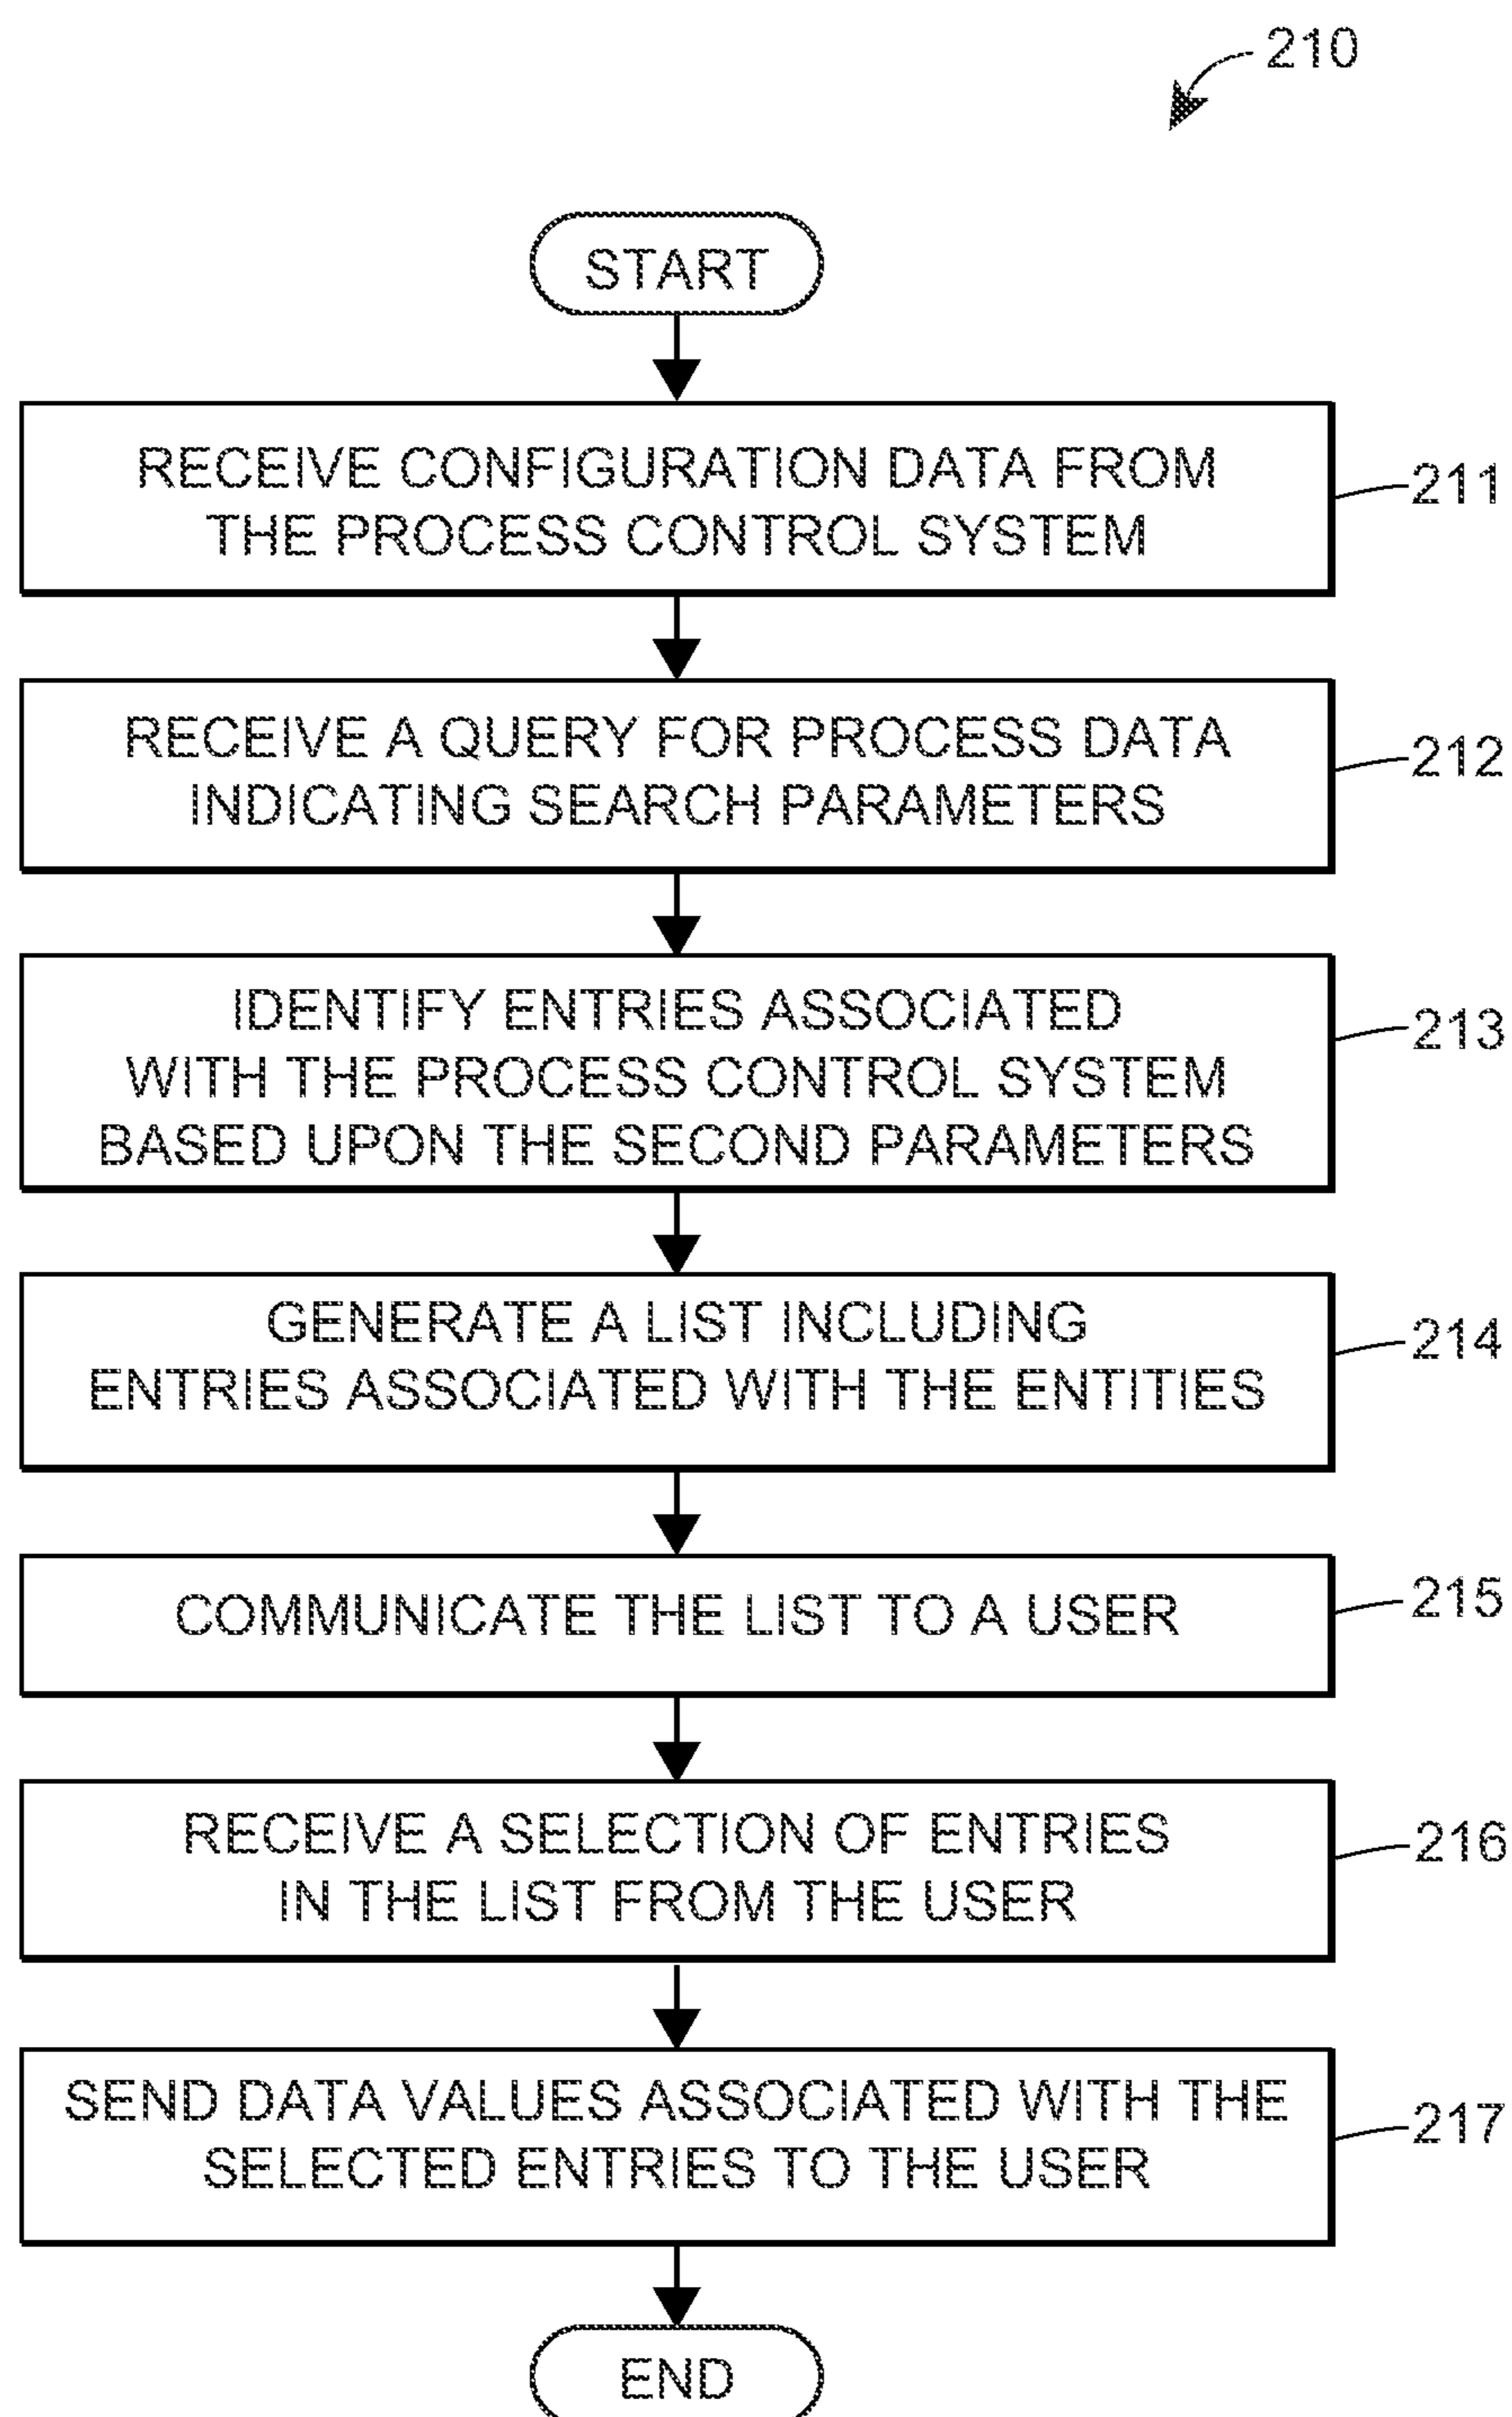 210
START
RECEIVE CONFIGURATION DATA FROM
THE PROCESS CONTROL SYSTEM
211
RECEIVE A QUERY FOR PROCESS DATA
INDICATING SEARCH PARAMETERS
212
IDENTIFY ENTRIES ASSOCIATED
WITH THE PROCESS CONTROL SYSTEM
BASED UPON THE SECOND PARAMETERS
213
GENERATE A LIST INCLUDING
ENTRIES ASSOCIATED WITH THE ENTITIES
214
COMMUNICATE THE LIST TO A USER
215
RECEIVE A SELECTION OF ENTRIES
IN THE LIST FROM THE USER
216
SEND DATA VALUES ASSOCIATED WITH THE
SELECTED ENTRIES TO THE USER
217
END